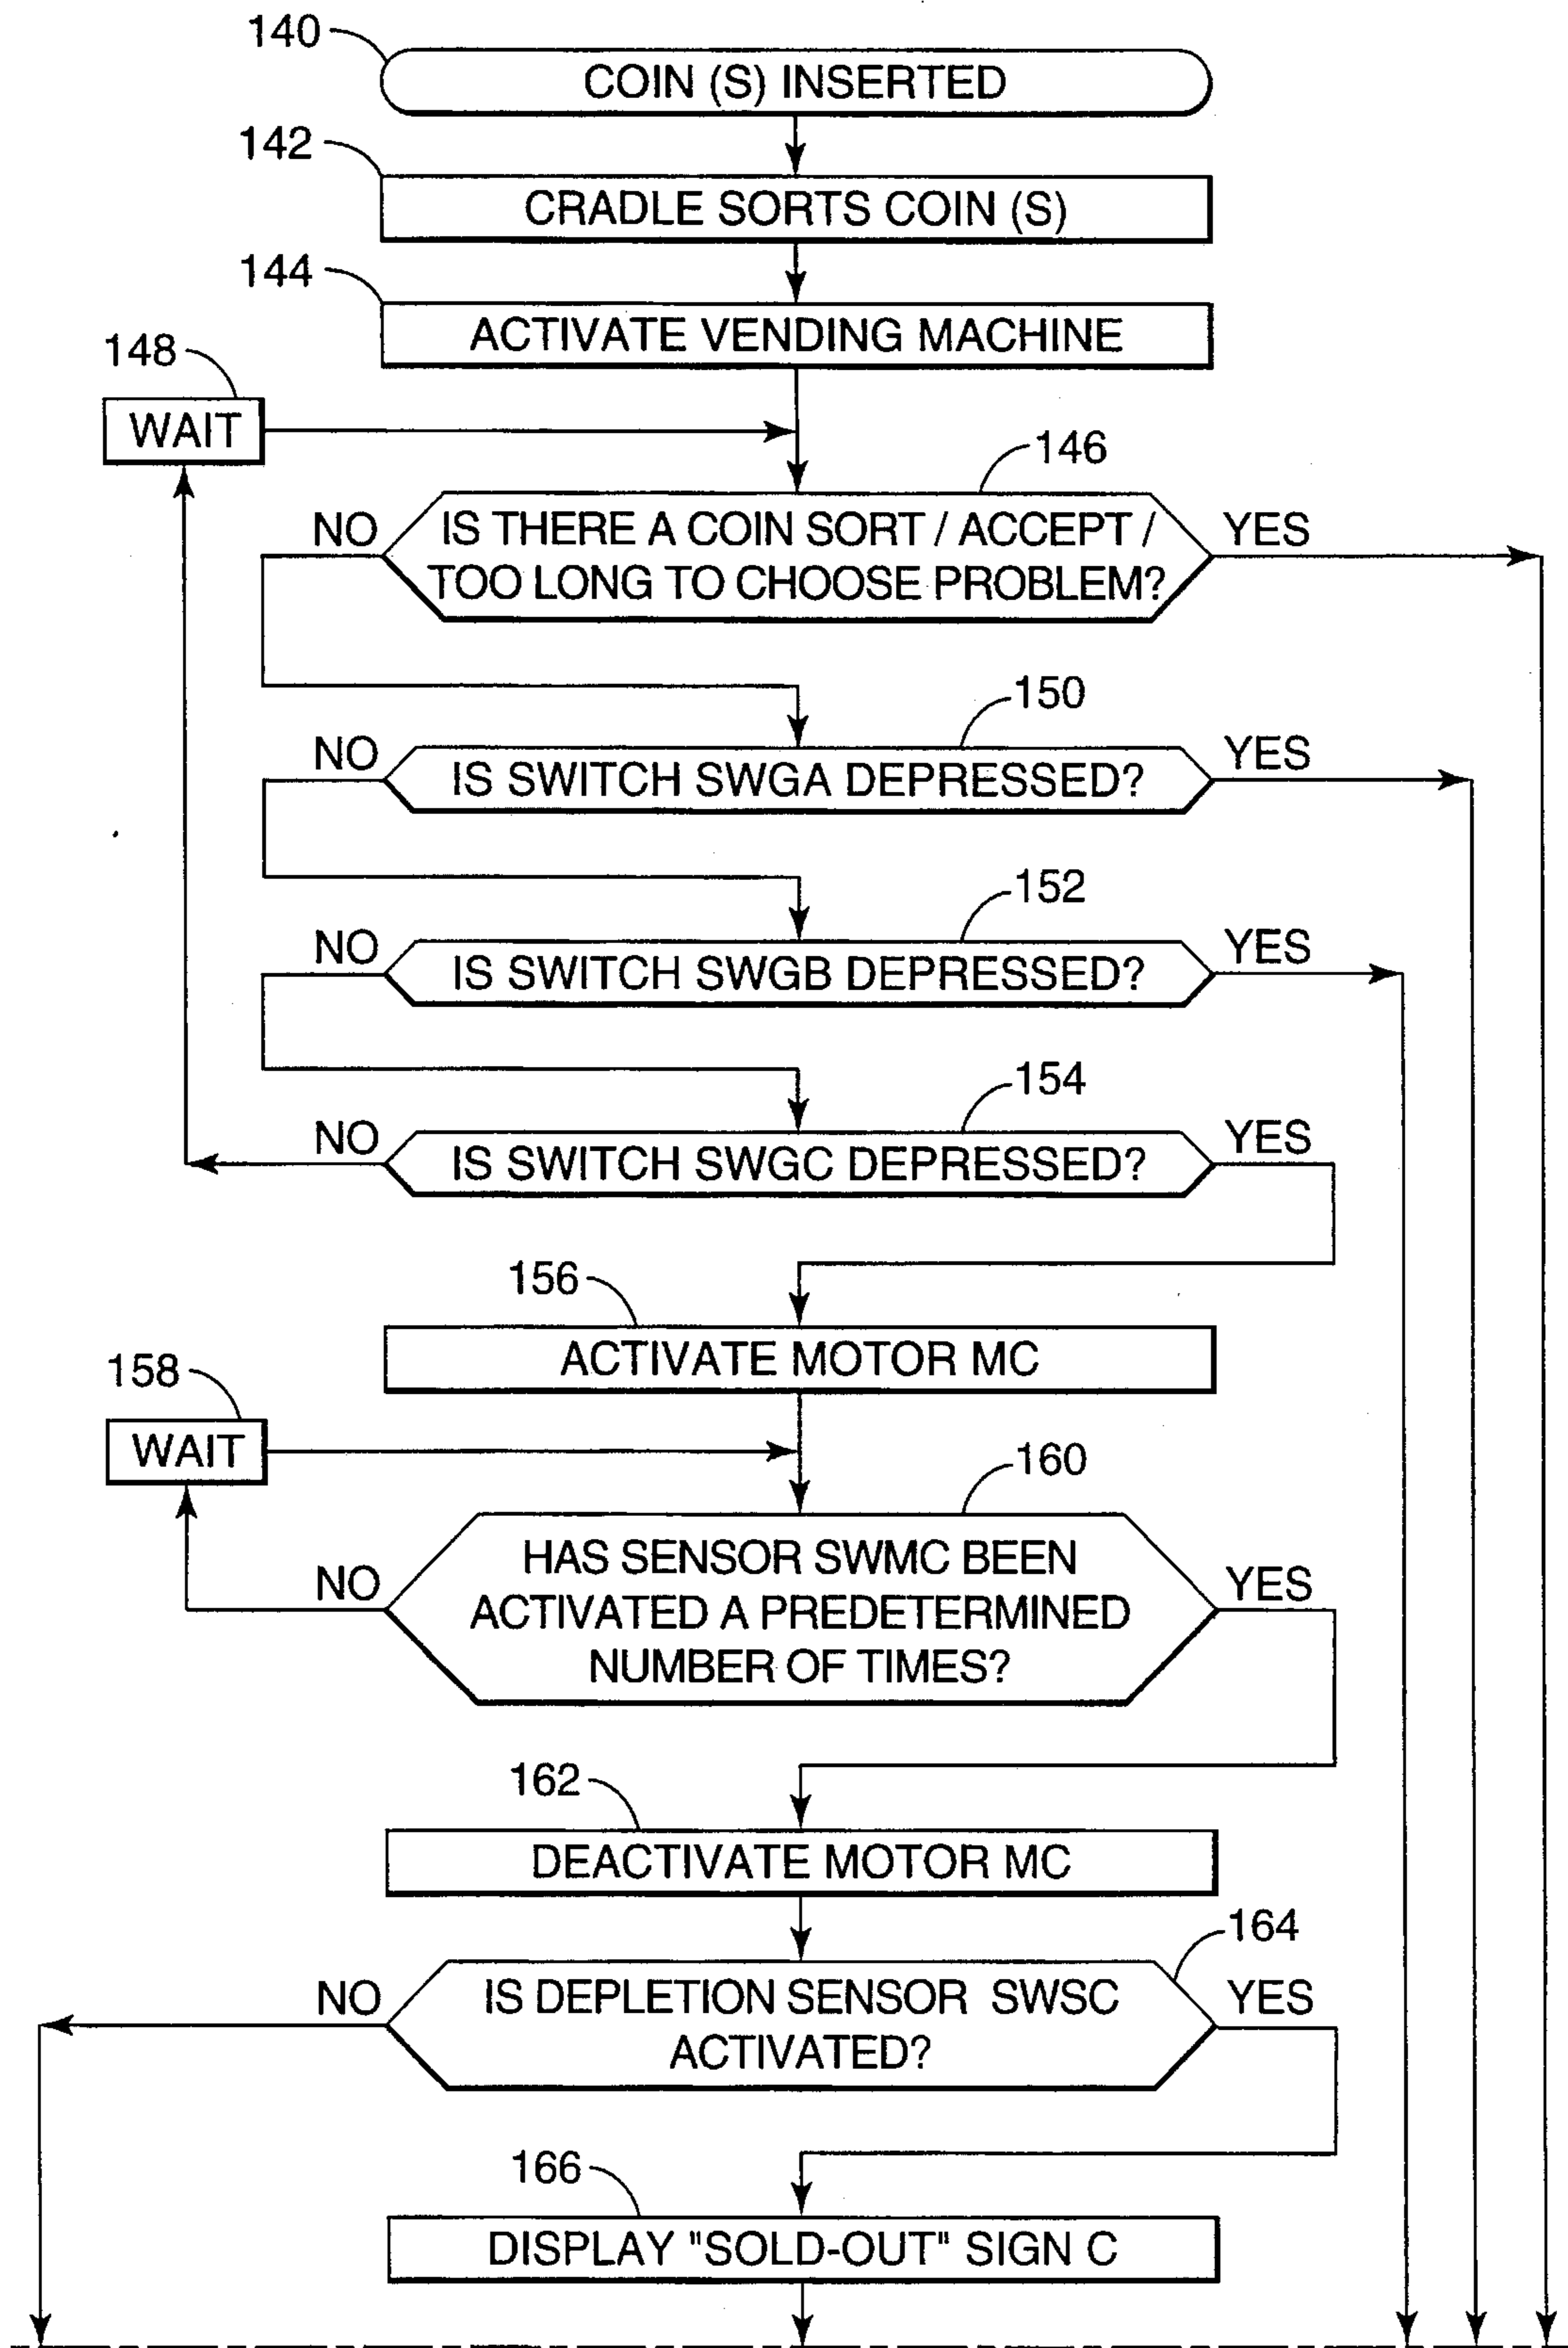 140
COIN (S) INSERTED
142
CRADLE SORTS COIN (S)
144
ACTIVATE VENDING MACHINE
148
WAIT
146
NO
IS THERE A COIN SORT / ACCEPT /
TOO LONG TO CHOOSE PROBLEM?
YES
150
NO
IS SWITCH SWGA DEPRESSED?
YES
152
NO
IS SWITCH SWGB DEPRESSED?
YES
154
NO
IS SWITCH SWGC DEPRESSED?
YES
156
ACTIVATE MOTOR MC
158
WAIT
160
NO
HAS SENSOR SWMC BEEN
ACTIVATED A PREDETERMINED
NUMBER OF TIMES?
YES
162
DEACTIVATE MOTOR MC
164
NO
IS DEPLETION SENSOR SWSC
ACTIVATED?
YES
166
DISPLAY "SOLD-OUT" SIGN C